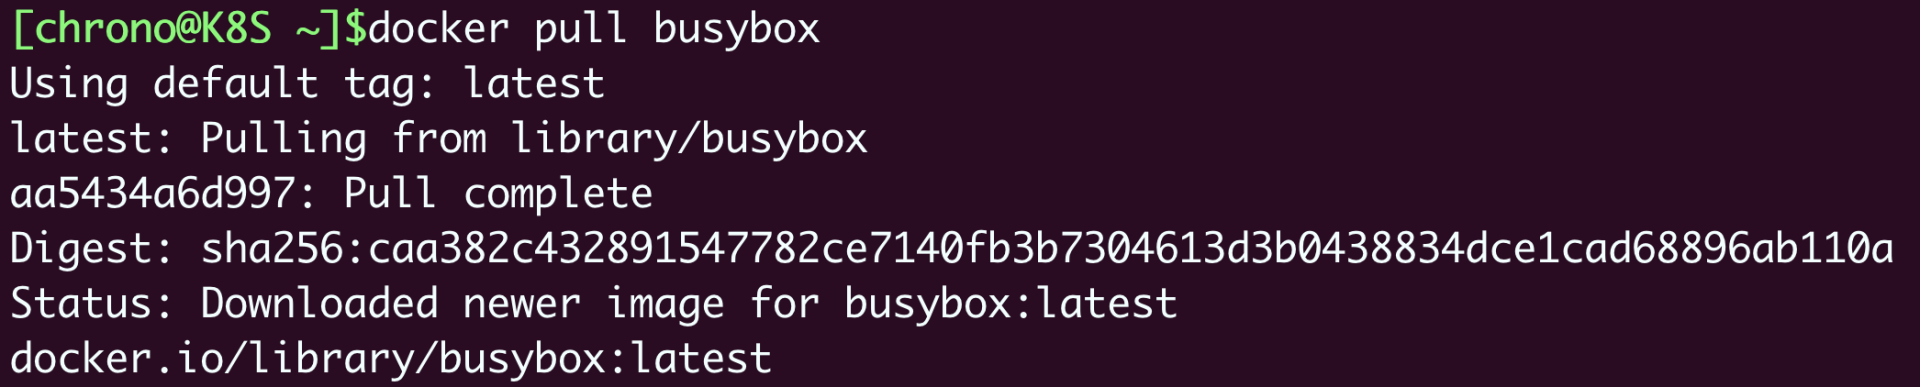 [chrono@K8S ~]$docker pull busybox
Using default tag: latest
latest: Pulling from library/busybox
aa5434a6d997: Pull complete
Digest: sha256:caa382c432891547782ce7140fb3b7304613d3b0438834dce1cad68896ab110a
Status: Downloaded newer image for busybox:latest
docker.io/library/busybox:latest